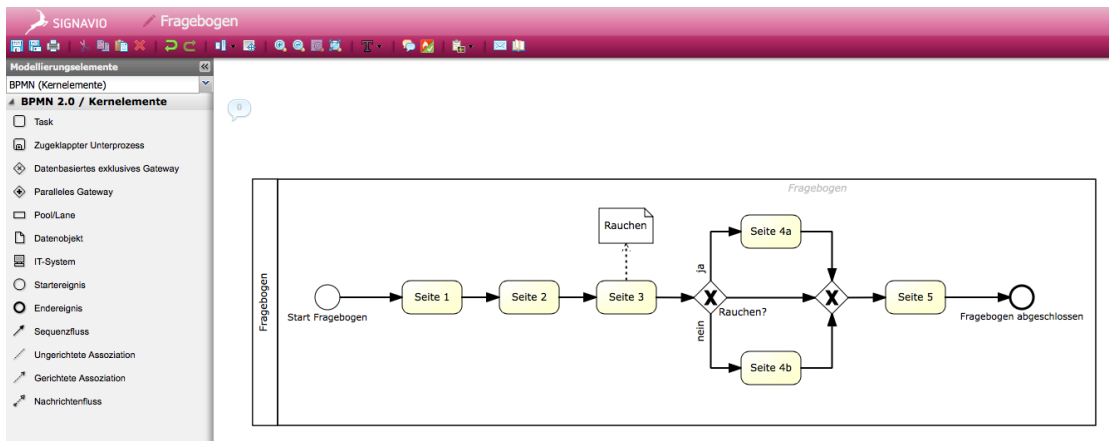 SIGNAVIO
Fragebogen
Modellierungselemente
BPMN (Kernelemente)
BPMN 2.0 / Kernelemente
Task
Zugeklappter Unterprozess
Datenbasiertes exklusives Gateway
Paralleles Gateway
Pool/Lane
Datenobjekt
IT-System
Startereignis
Endereignis
Sequenzfluss
Ungerichtete Assoziation
Gerichtete Assoziation
Nachrichtenfluss
0
Fragebogen
Fragebogen
Start Fragebogen
Seite 1
Seite 2
Rauchen
Seite 3
ja
nein
Rauchen?
Seite 4a
Seite 4b
Seite 5
Fragebogen abgeschlossen